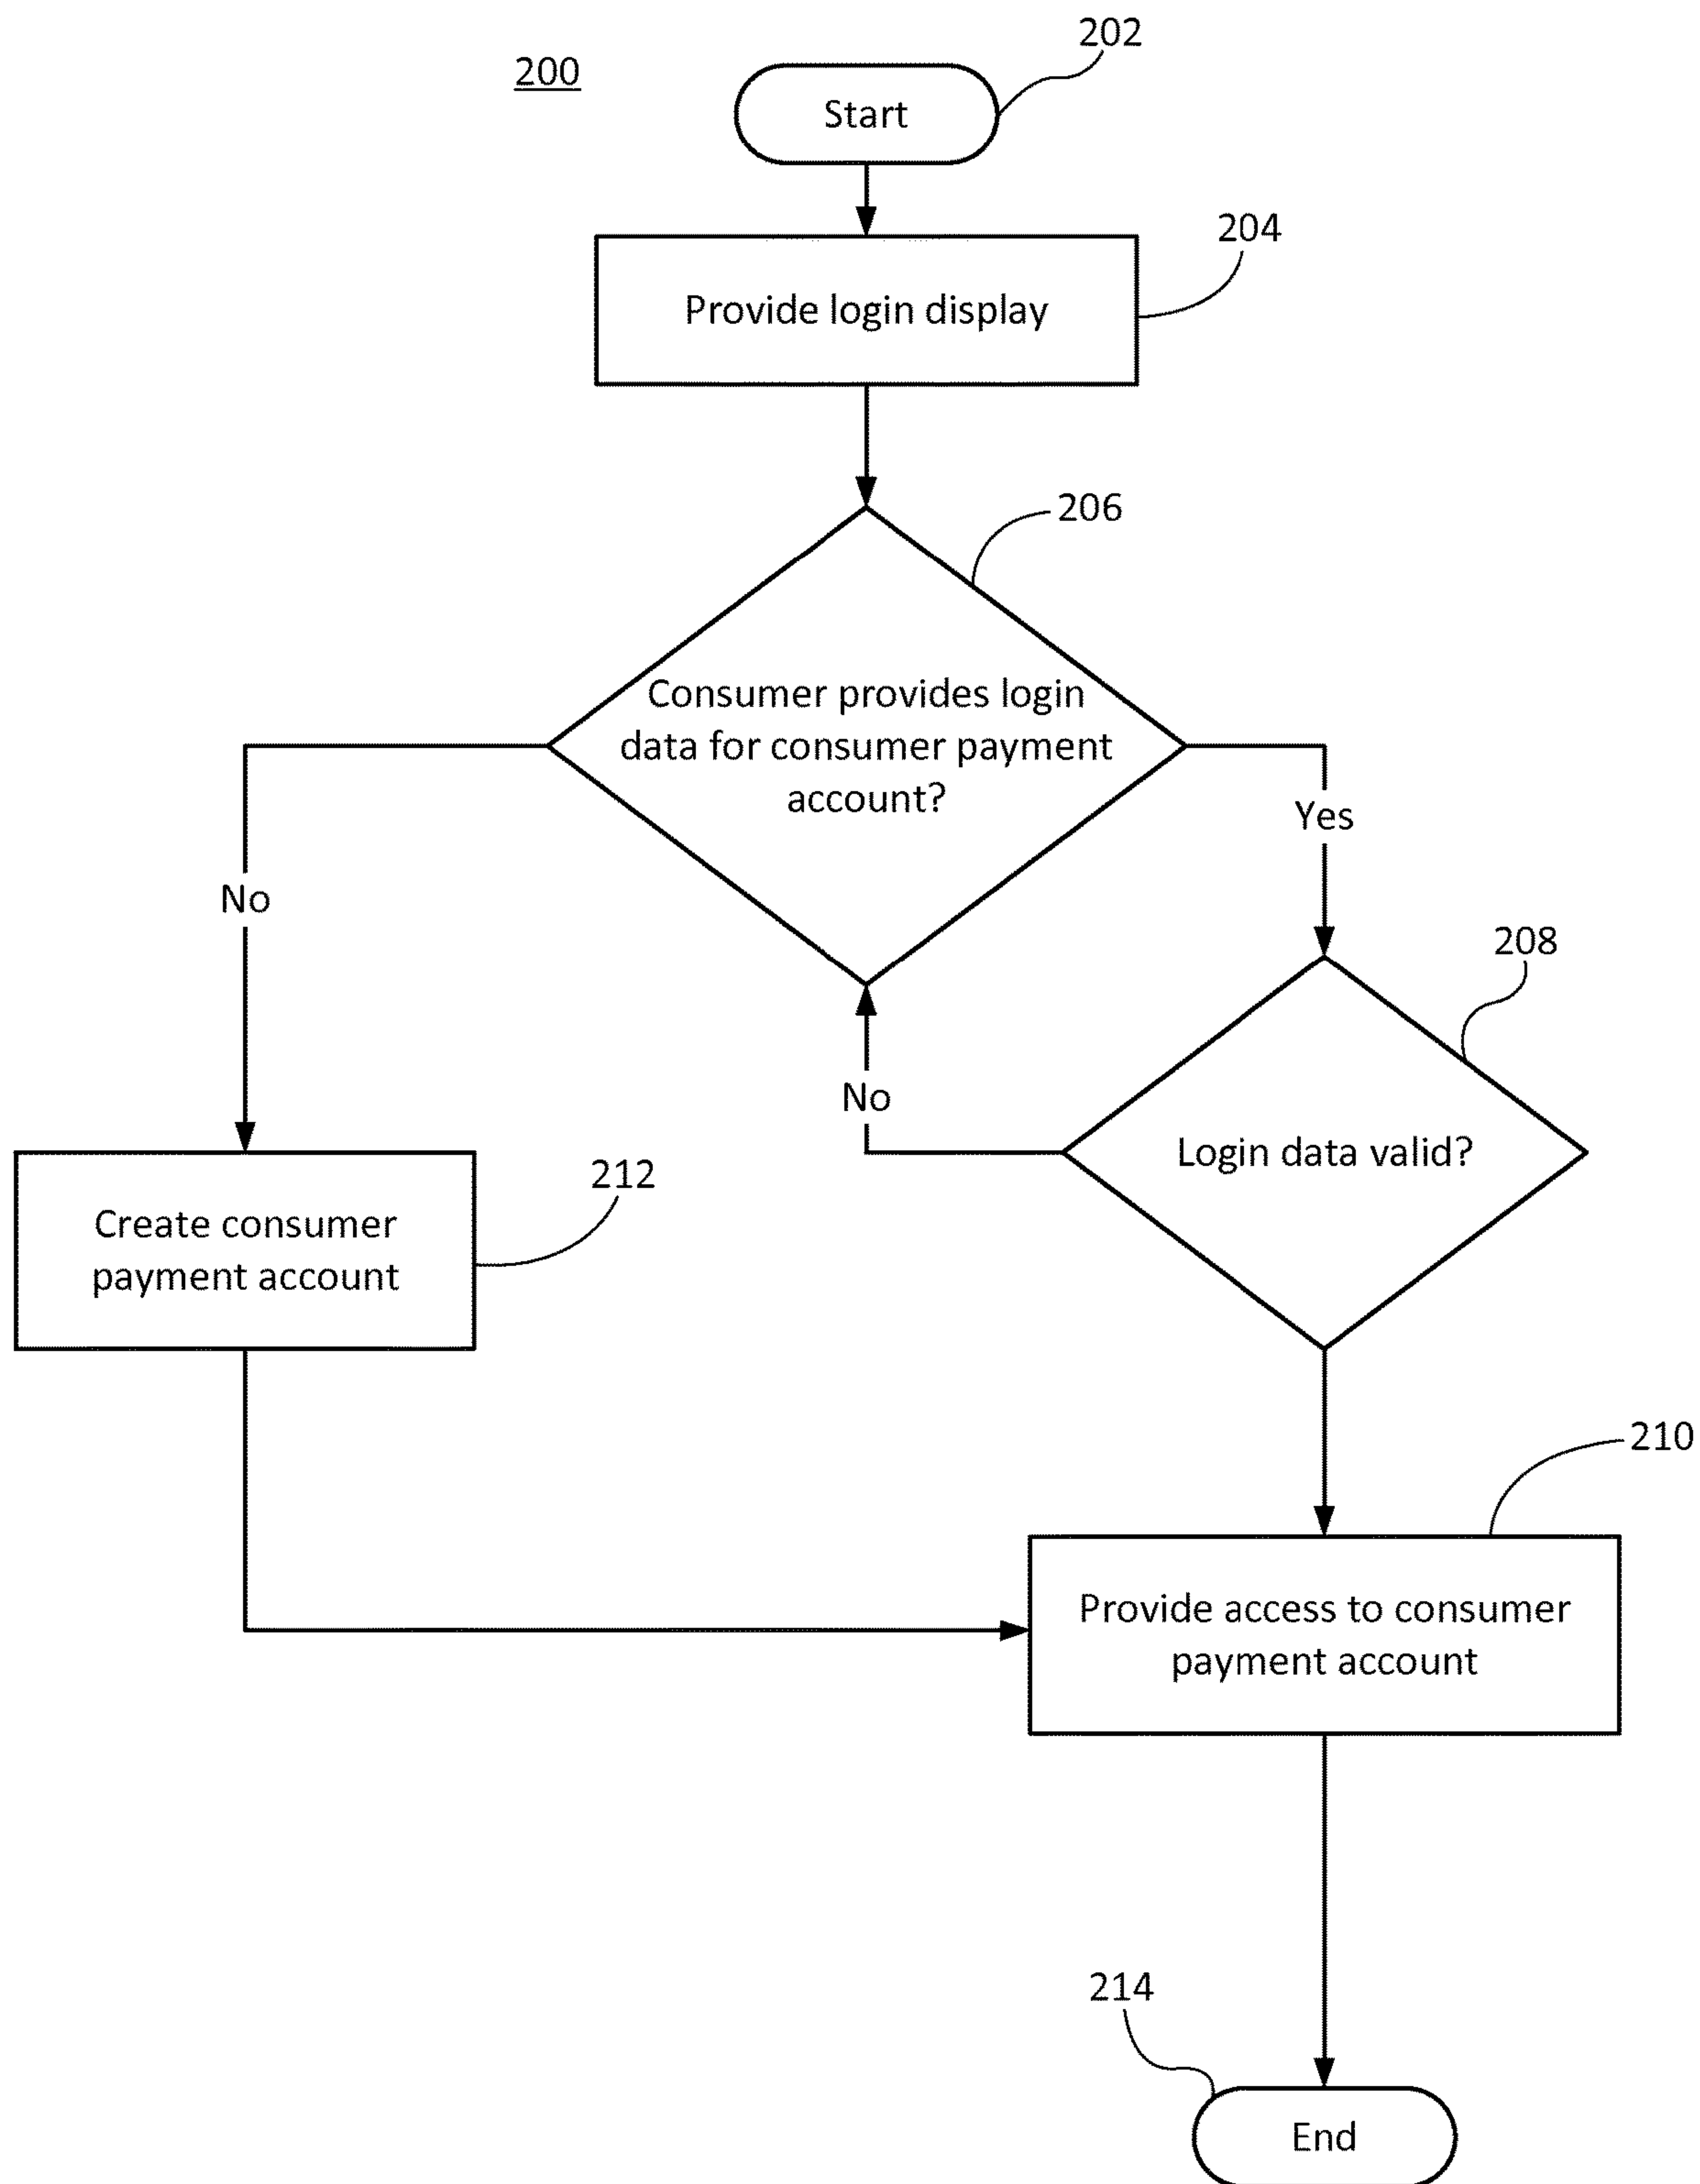 202
200
Start
204
Provide login display
206
Consumer provides login
data for consumer payment
account?
Yes
No
208
No
Login data valid?
212
Create consumer
payment account
210
Provide access to consumer
payment account
214
End